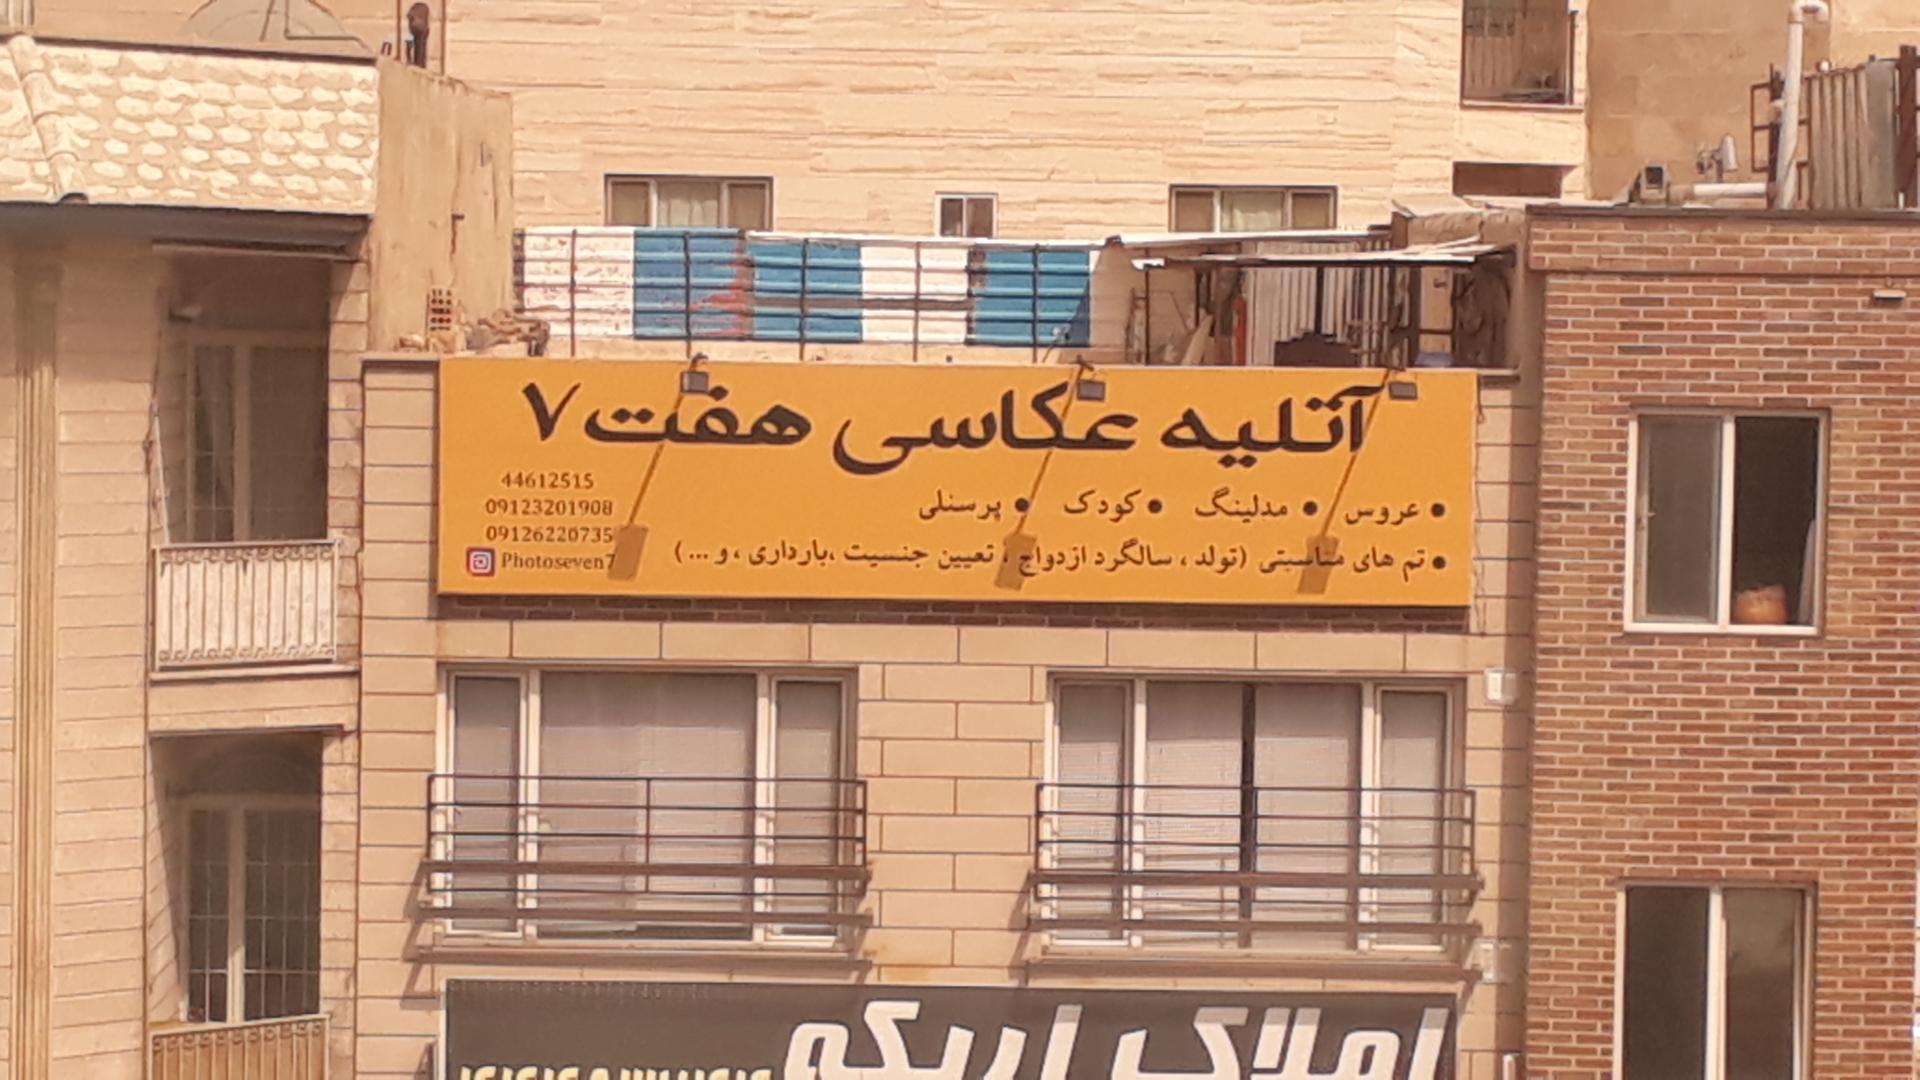 آتلیه عکاسی هفت ۷
• عروس • مدلینگ • کودک • پرسنلی
• تم های مناسبتی (تولد ، سالگرد ازدواج ، تعیین جنسیت ،بارداری ، و ... )
44612515
09123201908
09126220735
Photoseven7
املاک اریکه